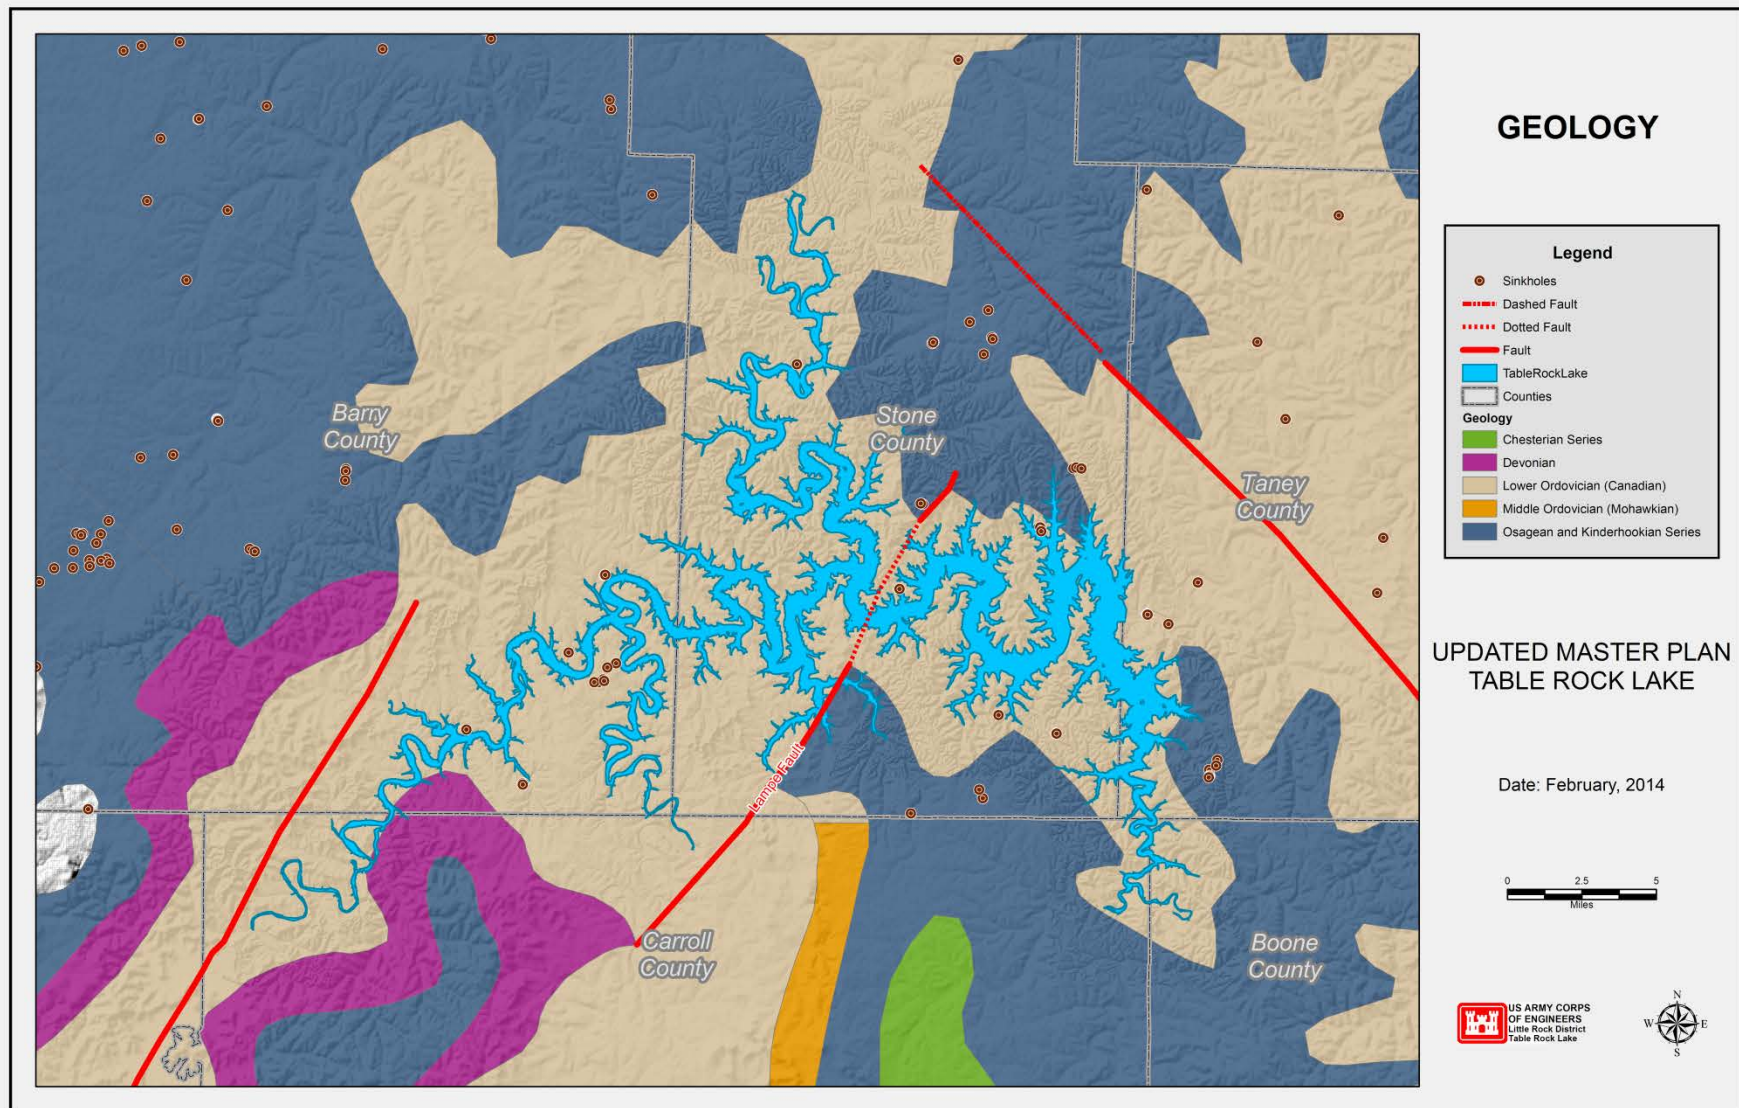 GEOLOGY
Legend
Sinkholes
Dashed Fault
Dotted Fault
Fault
TableRockLake
Counties
Geology
Chesterian Series
Devonian
Lower Ordovician (Canadian)
Middle Ordovician (Mohawkian)
Osagean and Kinderhookian Series
Barry
County
Stone
County
Taney
County
Lampe Fault
Carroll
County
Boone
County
UPDATED MASTER PLAN
TABLE ROCK LAKE
Date: February, 2014
0 2.5 5
Miles
US ARMY CORPS
OF ENGINEERS
Little Rock District
Table Rock Lake
N
W E
S